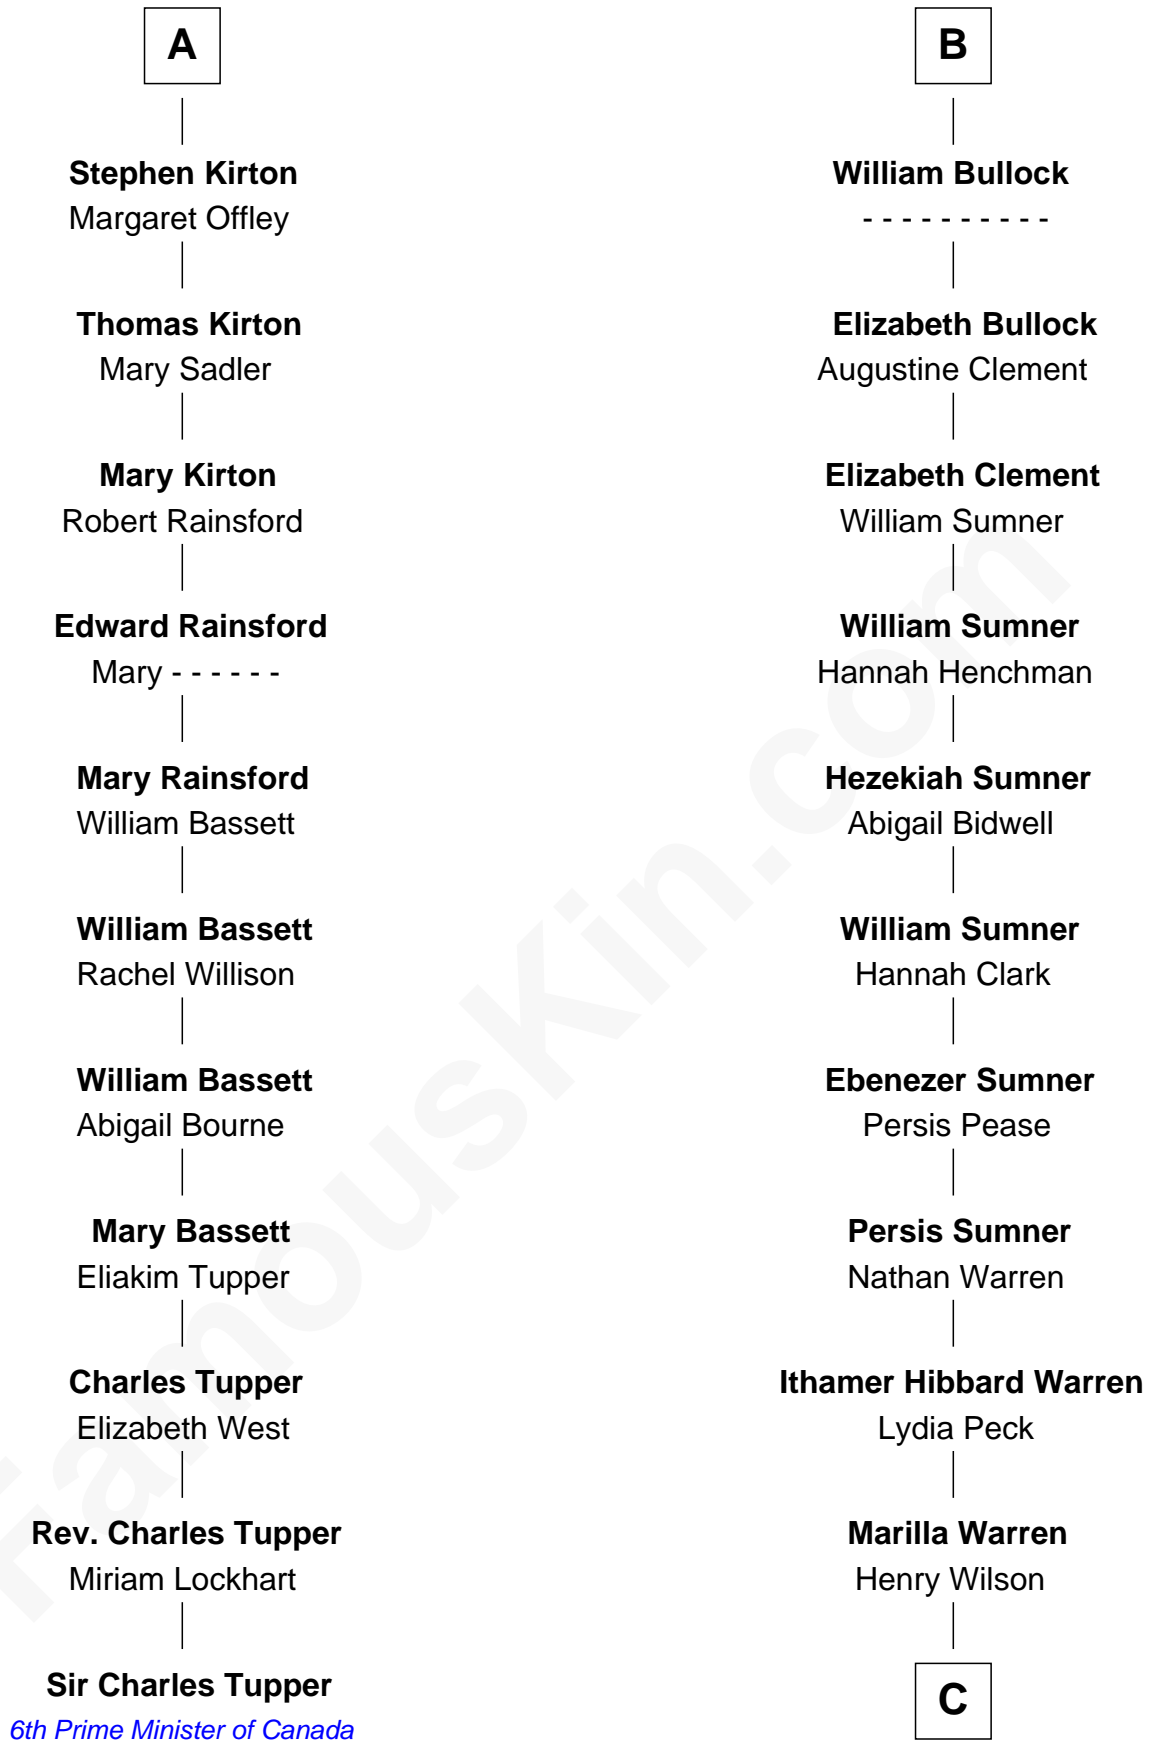 A
Stephen Kirton
Margaret Offley
Thomas Kirton
Mary Sadler
Mary Kirton
Robert Rainsford
Edward Rainsford
Mary - - - - - -
Mary Rainsford
William Bassett
William Bassett
Rachel Willison
William Bassett
Abigail Bourne
Mary Bassett
Eliakim Tupper
Charles Tupper
Elizabeth West
Rev. Charles Tupper
Miriam Lockhart
Sir Charles Tupper
6th Prime Minister of Canada
B
William Bullock
- - - - - - - - - -
Elizabeth Bullock
Augustine Clement
Elizabeth Clement
William Sumner
William Sumner
Hannah Henchman
Hezekiah Sumner
Abigail Bidwell
William Sumner
Hannah Clark
Ebenezer Sumner
Persis Pease
Persis Sumner
Nathan Warren
Ithamer Hibbard Warren
Lydia Peck
Marilla Warren
Henry Wilson
C
FamousKin.com